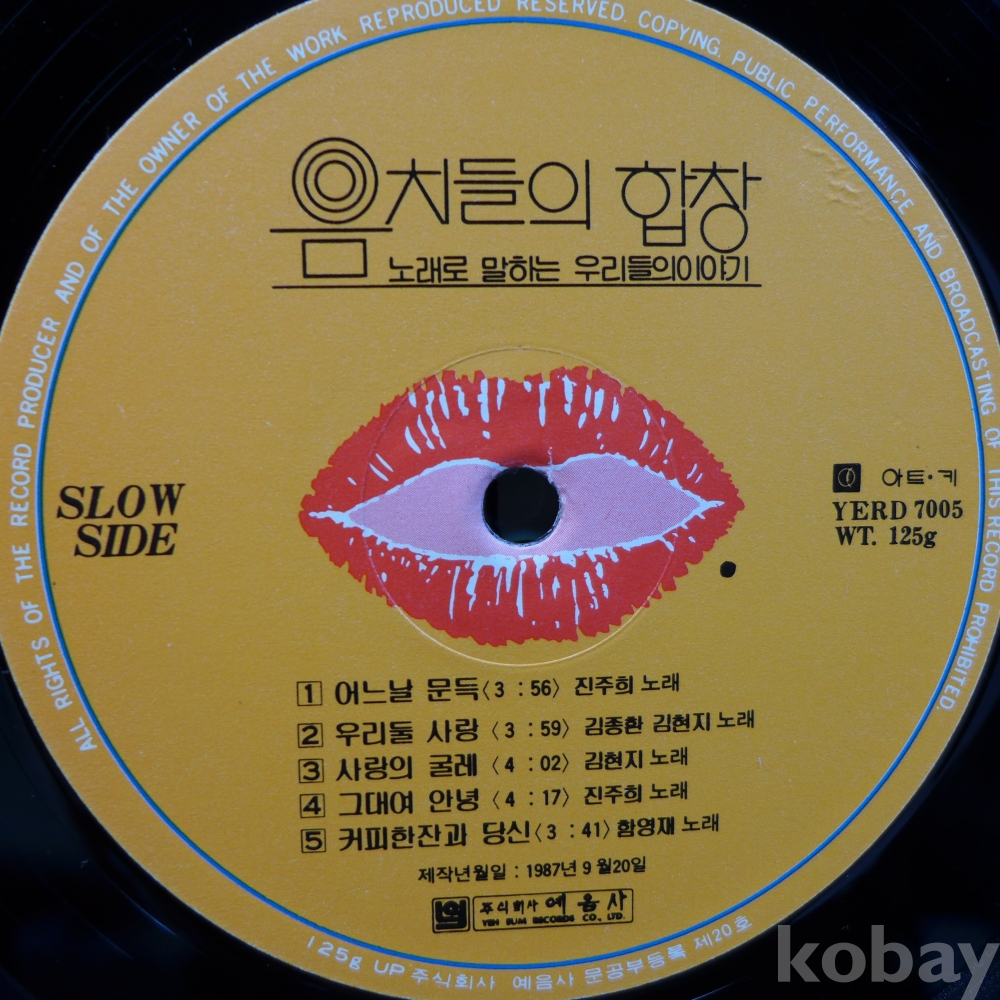 ALL RIGHTS OF THE RECORD PRODUCER AND OF THE OWNER OF THE WORK REPRODUCED RESERVED. COPYING, PUBLIC PERFORMANCE AND BROADCASTING OF THIS RECORD PROHIBITED.
음치들의 합창
노래로 말하는 우리들의이야기
SLOW
SIDE
아트·키
YERD 7005
WT. 125g
1 어느날 문득〈3 : 56〉 진주희 노래
2 우리둘 사랑 〈3 : 59〉 김종환 김현지 노래
3 사랑의 굴레 〈4 : 02〉 김현지 노래
4 그대여 안녕 〈4 : 17〉 진주희 노래
5 커피한잔과 당신〈3 : 41〉 함영재 노래
제작년월일 : 1987년 9월20일
주식회사 예음사
YEH EUM RECORDS CO., LTD.
125g UP 주식회사 예음사 문공부등록 제20호
kobay